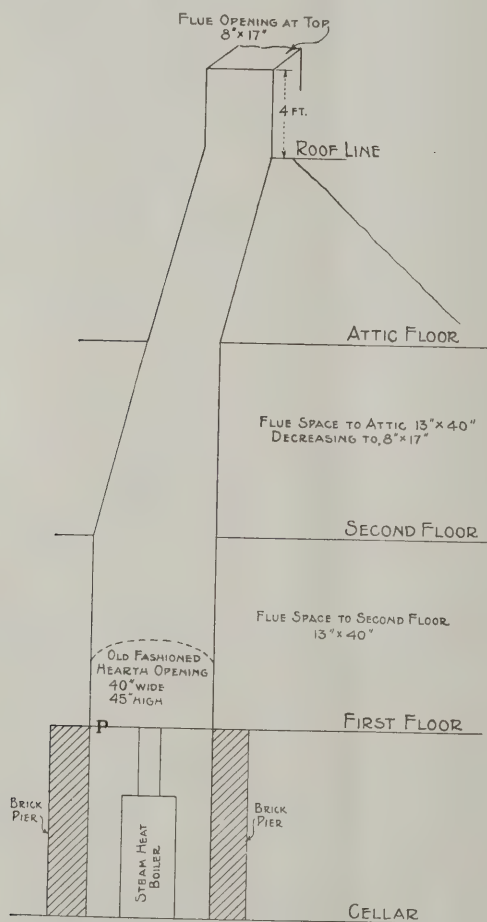 Flue Opening at Top
8"x 17"
4 FT.
Roof Line
Attic Floor
Flue Space to Attic 13"x 40"
Decreasing to, 8"x 17"
Second Floor
Flue Space to Second Floor
13"x 40"
Old Fashioned
Hearth Opening
40" wide
45" high
P
First Floor
Brick
Pier
Steam Heat
Boiler
Brick
Pier
Cellar